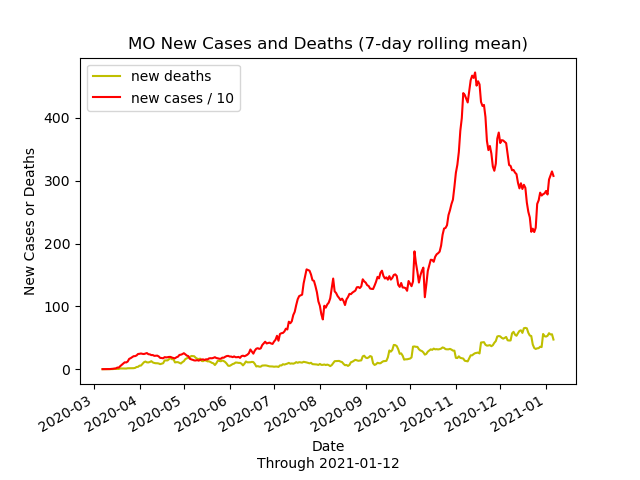 MO New Cases and Deaths (7-day rolling mean)
new deaths
new cases / 10
New Cases or Deaths
400
300
200
100
0
2020-03
2020-04
2020-05
2020-06
2020-07
2020-08
2020-09
2020-10
2020-11
2020-12
2021-01
Date
Through 2021-01-12